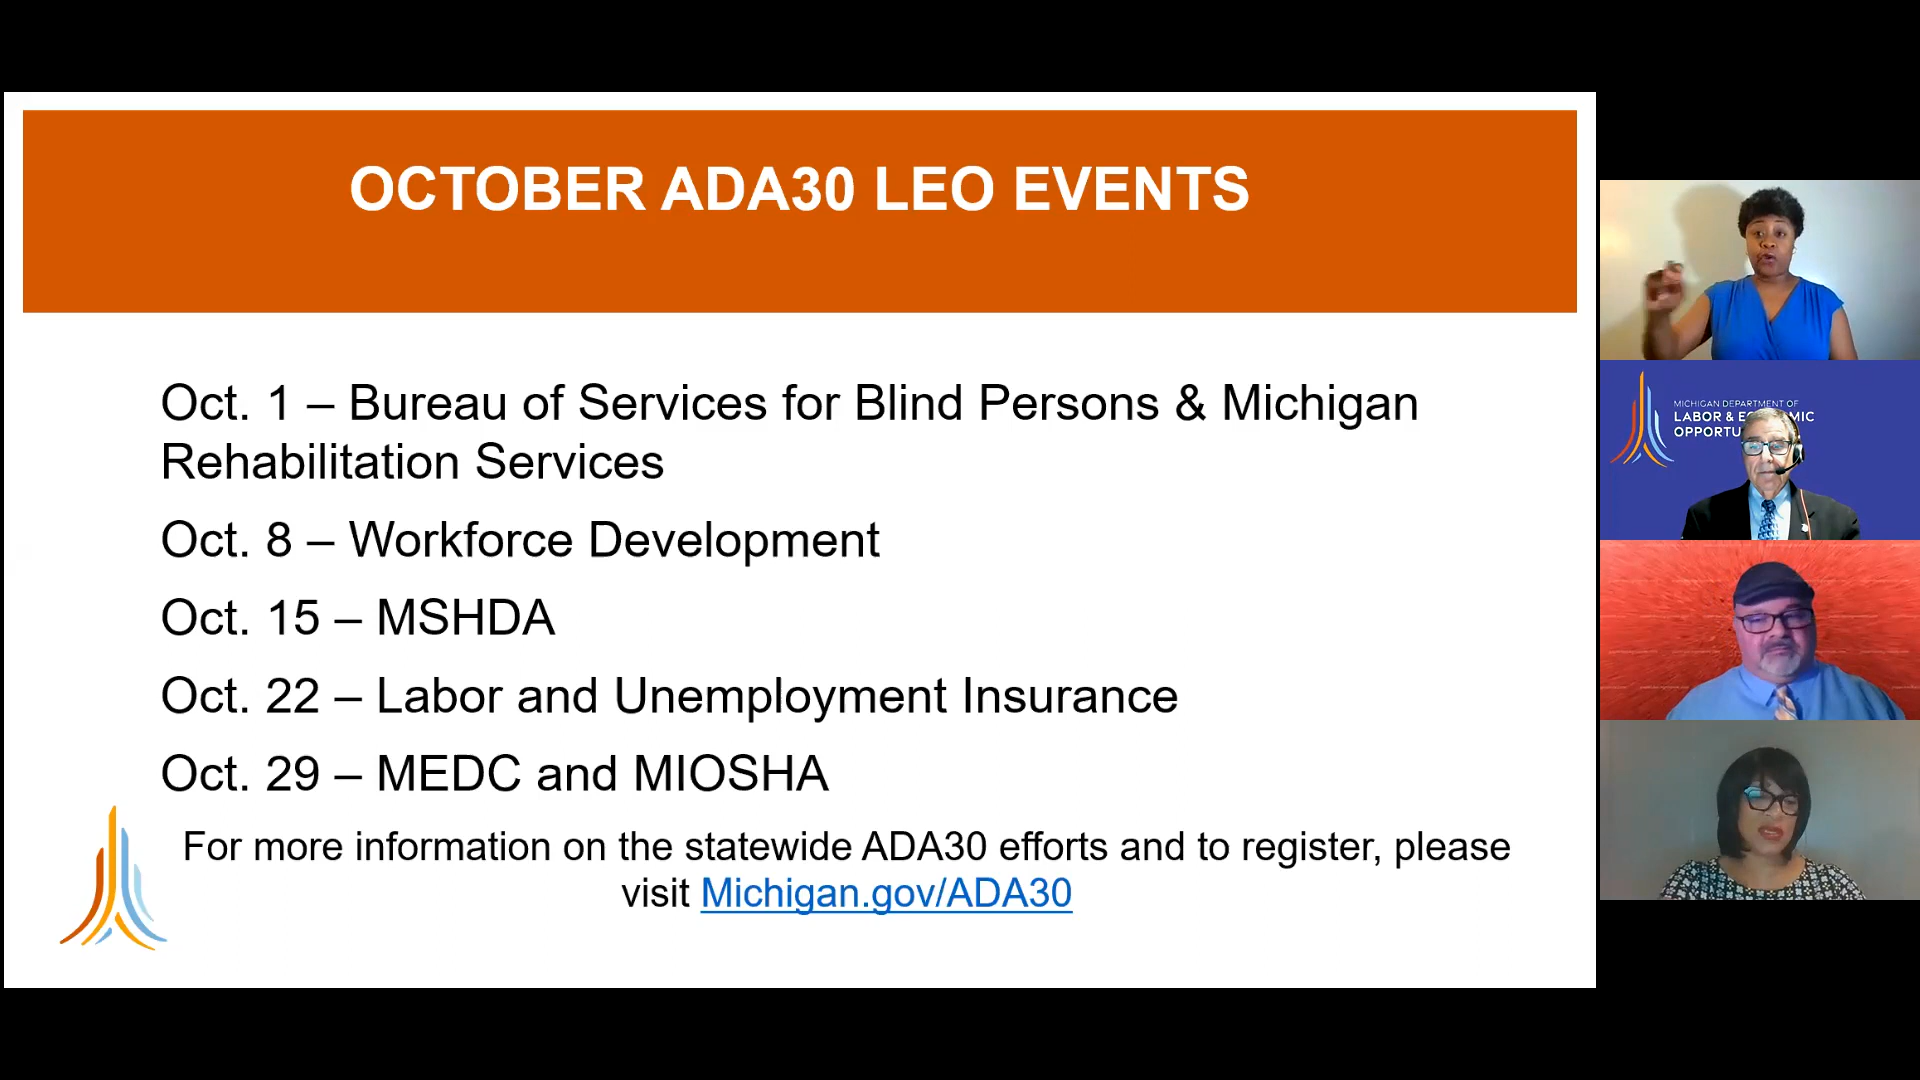 OCTOBER ADA30 LEO EVENTS
Oct. 1 – Bureau of Services for Blind Persons & Michigan
Rehabilitation Services
Oct. 8 – Workforce Development
Oct. 15 – MSHDA
Oct. 22 – Labor and Unemployment Insurance
Oct. 29 – MEDC and MIOSHA
For more information on the statewide ADA30 efforts and to register, please
visit Michigan.gov/ADA30
MICHIGAN DEPARTMENT OF
LABOR &